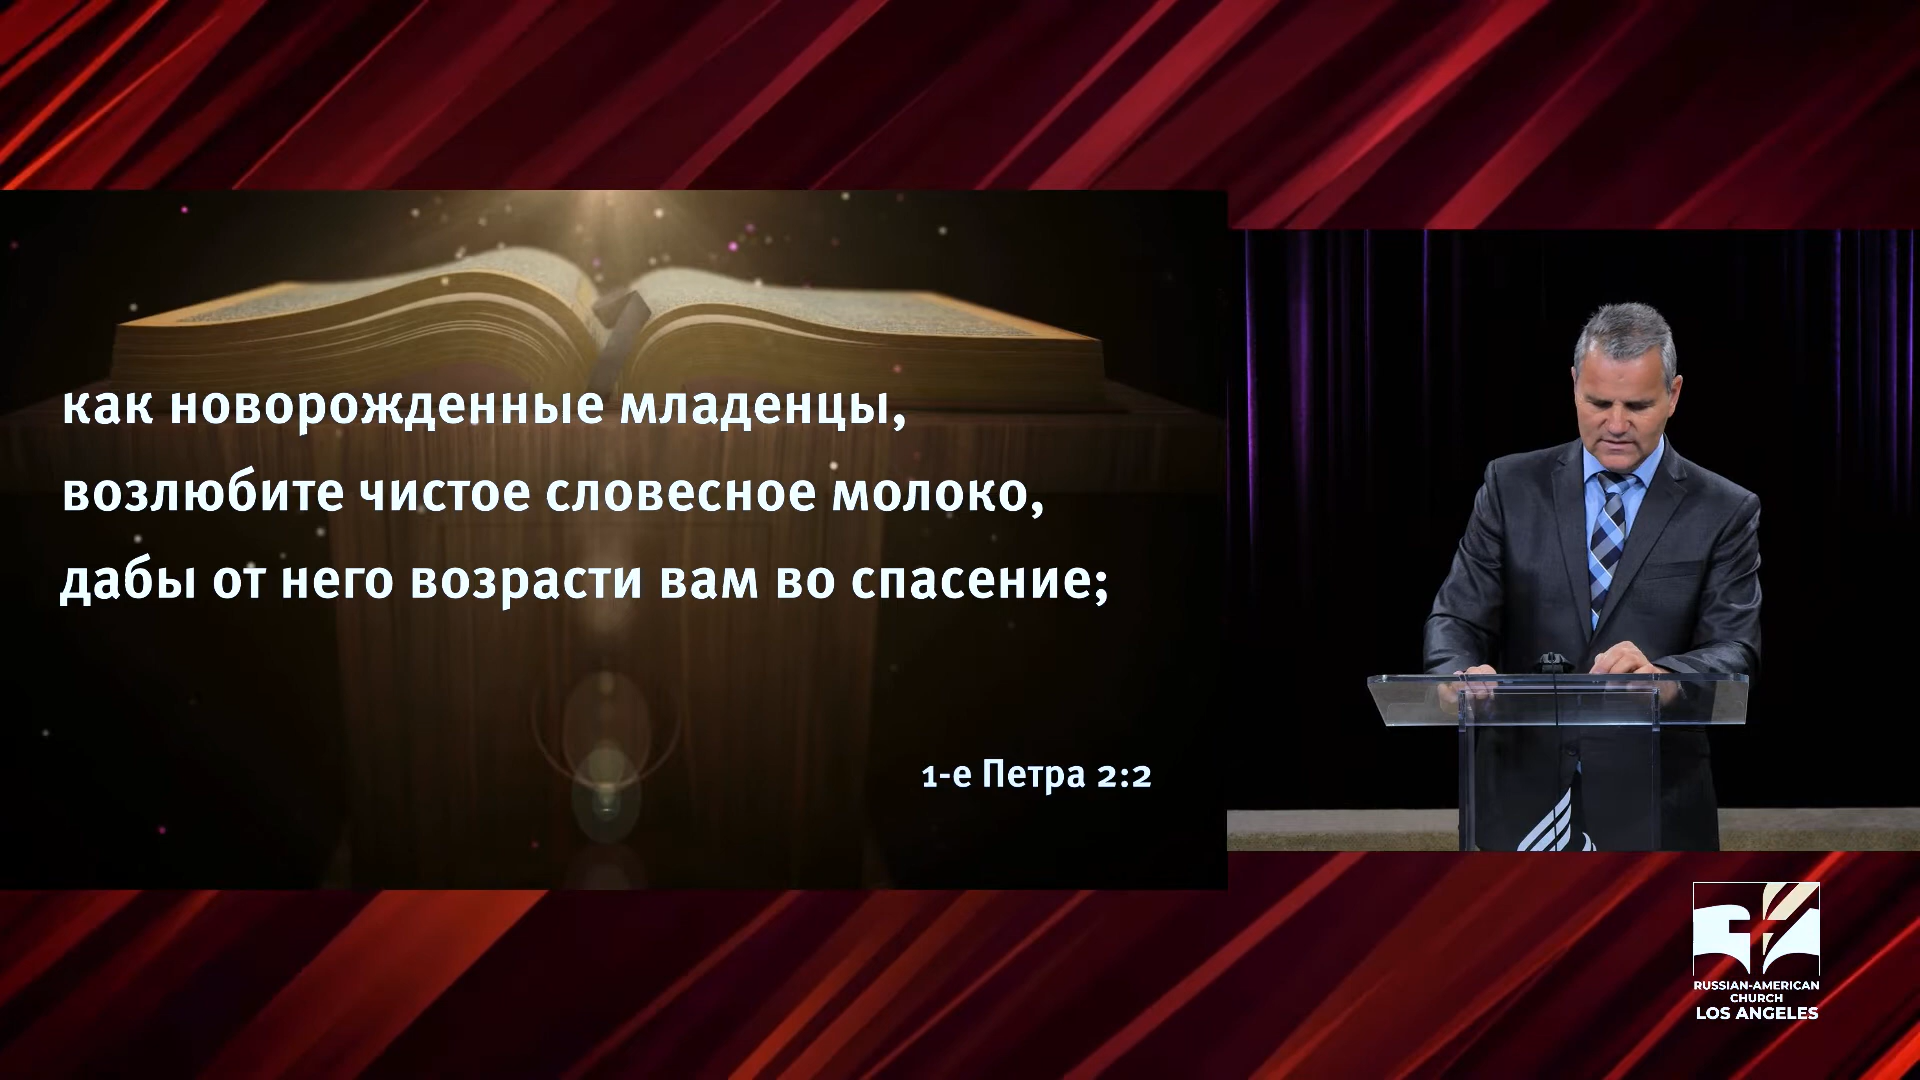 как новорожденные младенцы,
возлюбите чистое словесное молоко,
дабы от него возрасти вам во спасение;
1-е Петра 2:2
RUSSIAN-AMERICAN
CHURCH
LOS ANGELES